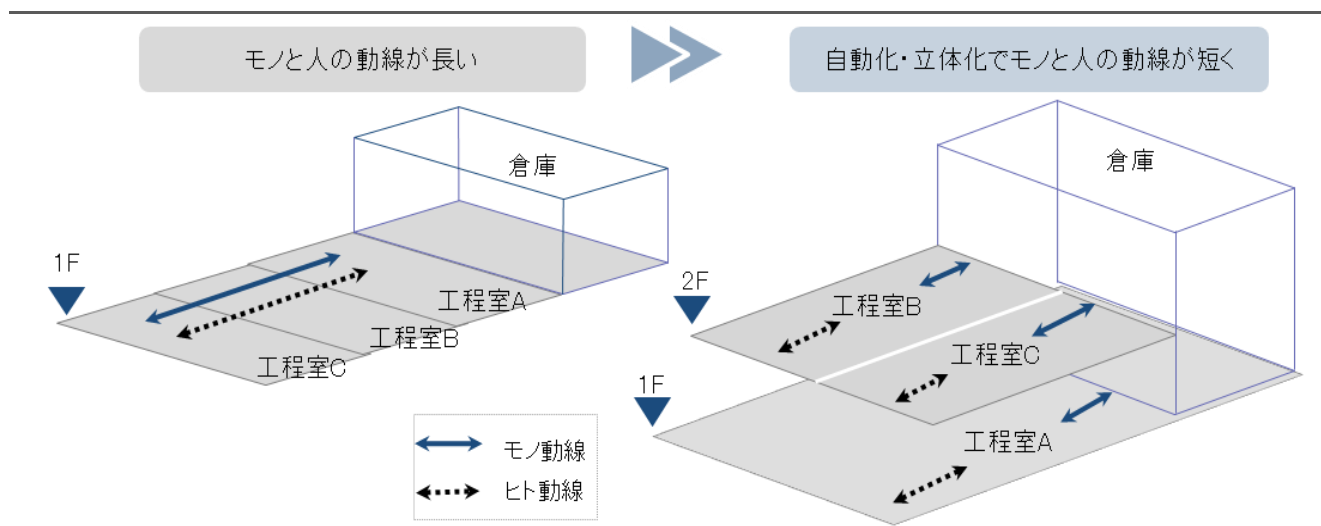 モノと人の動線が長い
自動化・立体化でモノと人の動線が短く
倉庫
1F
工程室A
工程室B
工程室C
モノ動線
ヒト動線
倉庫
2F
工程室B
工程室C
1F
工程室A